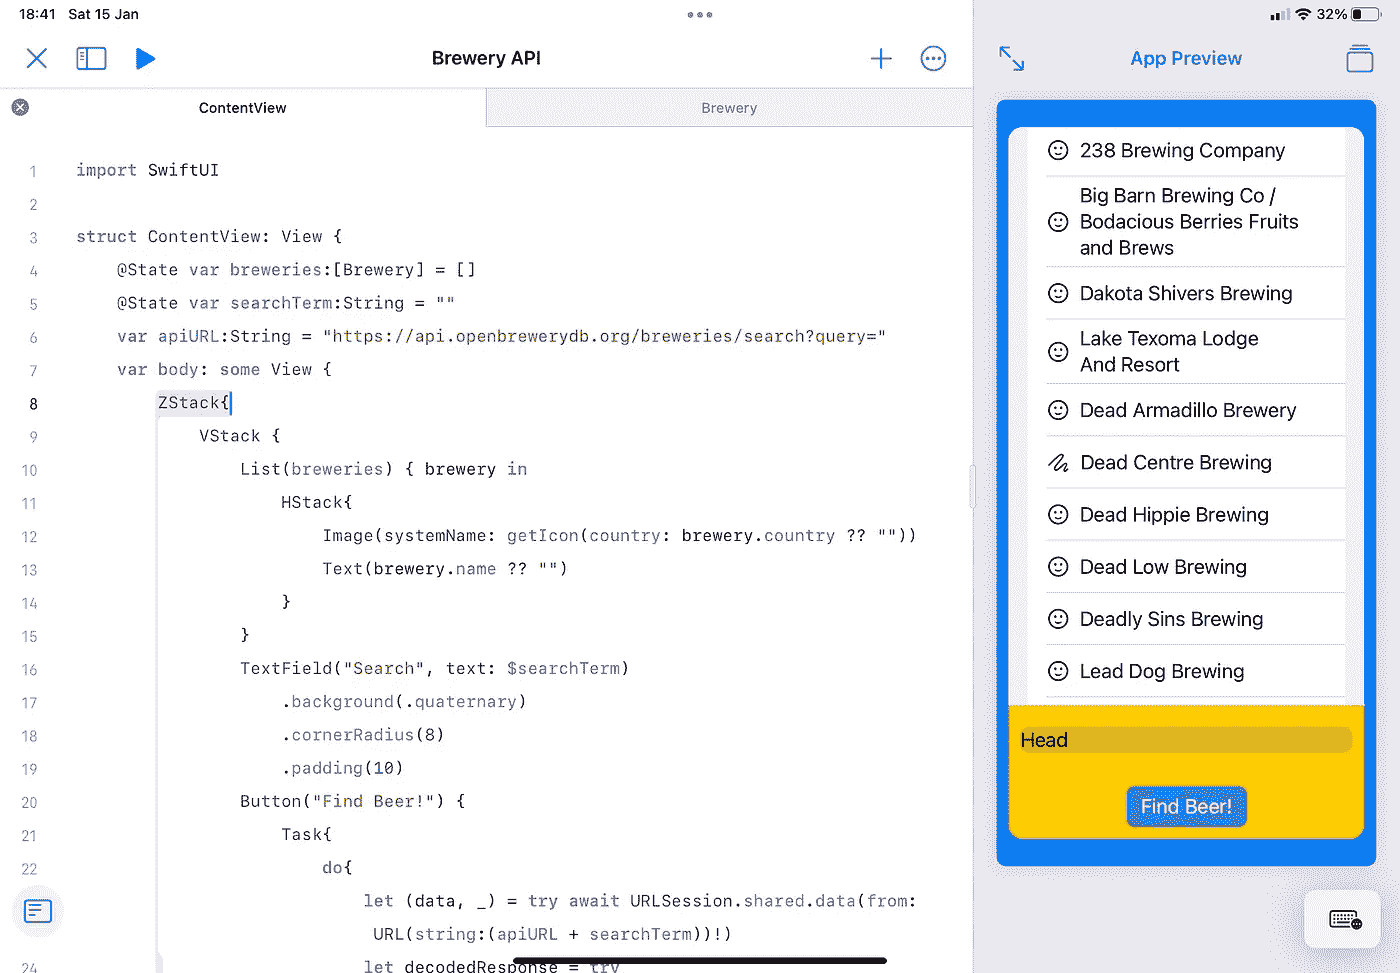 18:41 Sat 15 Jan
32%
Brewery API
App Preview
ContentView
Brewery
1 import SwiftUI
2
3 struct ContentView: View {
4 @State var breweries:[Brewery] = []
5 @State var searchTerm:String = ""
6 var apiURL:String = "https://api.openbrewerydb.org/breweries/search?query="
7 var body: some View {
8 ZStack{
9 VStack {
10 List(breweries) { brewery in
11 HStack{
12 Image(systemName: getIcon(country: brewery.country ?? ""))
13 Text(brewery.name ?? "")
14 }
15 }
16 TextField("Search", text: $searchTerm)
17 .background(.quaternary)
18 .cornerRadius(8)
19 .padding(10)
20 Button("Find Beer!") {
21 Task{
22 do{
let (data, _) = try await URLSession.shared.data(from:
URL(string:(apiURL + searchTerm))!)
24 let decodedResponse = try
238 Brewing Company
Big Barn Brewing Co /
Bodacious Berries Fruits
and Brews
Dakota Shivers Brewing
Lake Texoma Lodge
And Resort
Dead Armadillo Brewery
Dead Centre Brewing
Dead Hippie Brewing
Dead Low Brewing
Deadly Sins Brewing
Lead Dog Brewing
Head
Find Beer!